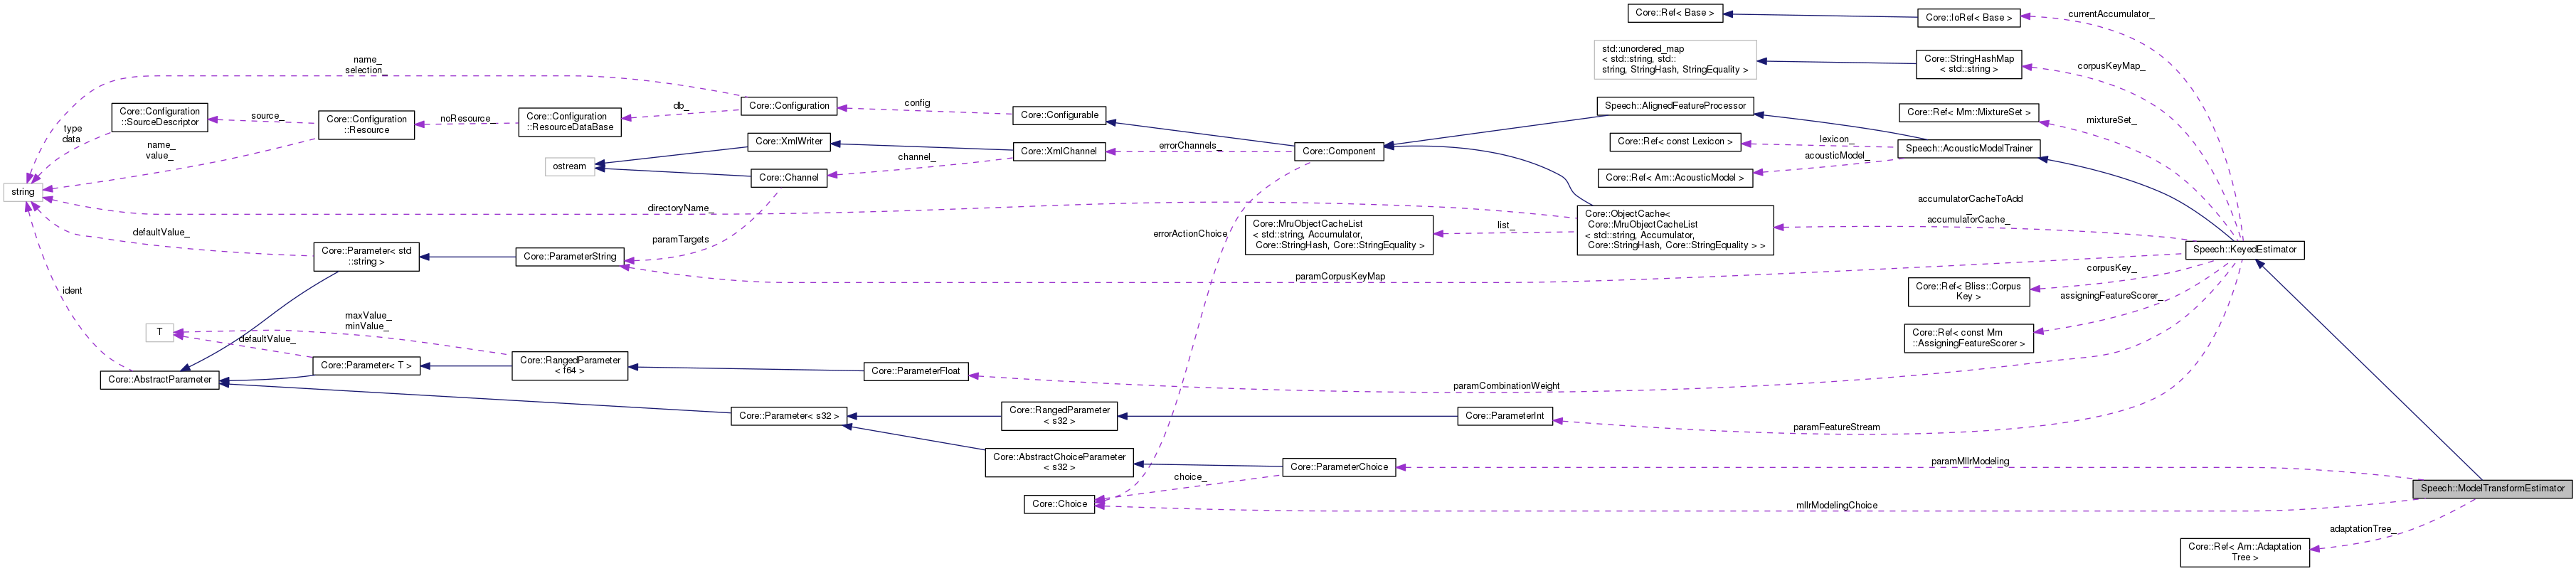 Core::Ref< Base >
Core::IoRef< Base >
currentAccumulator_
std::unordered_map
< std::string, std::
string, StringHash, StringEquality >
Core::StringHashMap
< std::string >
corpusKeyMap_
name_
selection_
Core::Configuration
::SourceDescriptor
source_
Core::Configuration
::Resource
noResource_
Core::Configuration
::ResourceDataBase
db_
Core::Configuration
config
Core::Configurable
Speech::AlignedFeatureProcessor
Core::Ref< Mm::MixtureSet >
mixtureSet_
type
data
name_
value_
ostream
Core::XmlWriter
channel_
Core::XmlChannel
errorChannels_
Core::Component
Core::Ref< const Lexicon >
lexicon_
acousticModel_
Speech::AcousticModelTrainer
Core::Channel
Core::Ref< Am::AcousticModel >
string
directoryName_
Core::MruObjectCacheList
< std::string, Accumulator,
Core::StringHash, Core::StringEquality >
list_
Core::ObjectCache<
Core::MruObjectCacheList
< std::string, Accumulator,
Core::StringHash, Core::StringEquality > >
accumulatorCacheToAdd
_
accumulatorCache_
defaultValue_
Core::Parameter< std
::string >
Core::ParameterString
paramTargets
errorActionChoice
Speech::KeyedEstimator
paramCorpusKeyMap
corpusKey_
Core::Ref< Bliss::Corpus
Key >
assigningFeatureScorer_
ident
T
maxValue_
minValue_
defaultValue_
Core::Ref< const Mm
::AssigningFeatureScorer >
Core::AbstractParameter
Core::Parameter< T >
Core::RangedParameter
< f64 >
Core::ParameterFloat
paramCombinationWeight
Core::Parameter< s32 >
Core::RangedParameter
< s32 >
Core::ParameterInt
paramFeatureStream
Core::AbstractChoiceParameter
< s32 >
Core::ParameterChoice
paramMllrModeling
choice_
Core::Choice
mllrModelingChoice
Speech::ModelTransformEstimator
adaptationTree_
Core::Ref< Am::Adaptation
Tree >